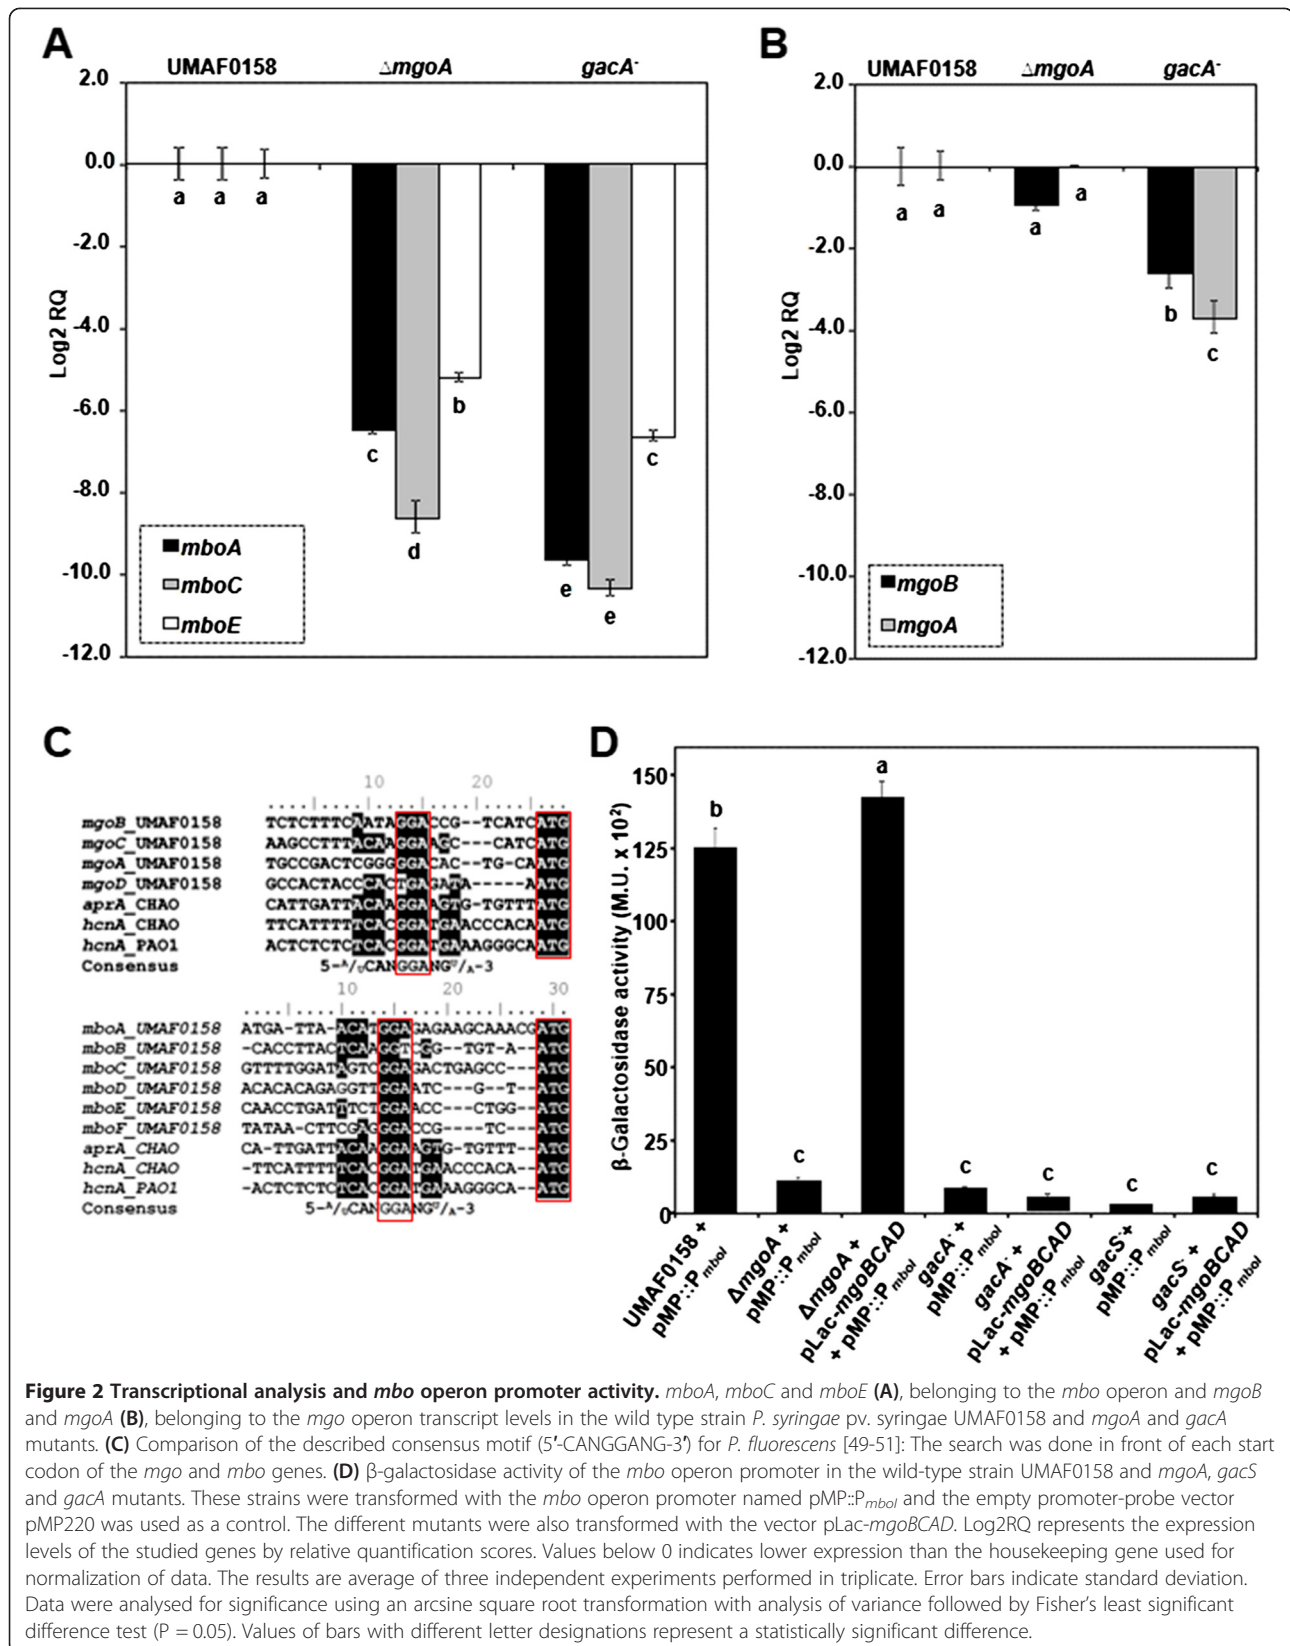 A
UMAF0158 ΔmgoA gacA-
2.0
0.0
-2.0
-4.0
-6.0
-8.0
-10.0
-12.0
Log2 RQ
a a a
c d b
e e c
mboA
mboC
mboE
B
UMAF0158 ΔmgoA gacA-
2.0
0.0
-2.0
-4.0
-6.0
-8.0
-10.0
-12.0
Log2 RQ
a a
a a
b c
mgoB
mgoA
C
10 20
mgoB_UMAF0158 TCTCTTTCAATAGGACCG--TCATCATG
mgoC_UMAF0158 AAGCCTTTACAAGGAAGC---CATCATG
mgoA_UMAF0158 TGCCGACTCGGGGGACAC--TG-CAATG
mgoD_UMAF0158 GCCACTACCCACTGAGATA-----AATG
aprA_CHAO CATTGATTACAAGGAAGTG-TGTTTATG
hcnA_CHAO TTCATTTTTCACGGATGAACCCACAATG
hcnA_PAO1 ACTCTCTCTCACGGATGAAAGGGCAATG
Consensus 5-A/UCANGGANGU/A-3
10 20 30
mboA_UMAF0158 ATGA-TTA-ACATGGAGAGAAGCAAACGATG
mboB_UMAF0158 -CACCTTACTCAAGGTCGG--TGT-A--ATG
mboC_UMAF0158 GTTTTGGATAGTCGGAGACTGAGCC---ATG
mboD_UMAF0158 ACACACAGAGGTTGGAATC---G--T--ATG
mboE_UMAF0158 CAACCTGATTTCTGGAACC---CTGG--ATG
mboF_UMAF0158 TATAA-CTTCGAGGGACCG---TC----ATG
aprA_CHAO CA-TTGATTACAAGGAAGTG-TGTTT--ATG
hcnA_CHAO -TTCATTTTTCACGGATGAACCCACA--ATG
hcnA_PAO1 -ACTCTCTCTCACGGATGAAAGGGCA--ATG
Consensus 5-A/UCANGGANGU/A-3
D
150
125
100
75
50
25
0
β-Galactosidase activity (M.U. x 10²)
b c a c c c c
UMAF0158 +
pMP::PmboI
ΔmgoA +
pMP::PmboI
ΔmgoA +
pLac-mgoBCAD
+ pMP::PmboI
gacA- +
pMP::PmboI
gacA- +
pLac-mgoBCAD
+ pMP::PmboI
gacS +
pMP::PmboI
gacS- +
pLac-mgoBCAD
+ pMP::PmboI
Figure 2 Transcriptional analysis and mbo operon promoter activity. mboA, mboC and mboE (A), belonging to the mbo operon and mgoB
and mgoA (B), belonging to the mgo operon transcript levels in the wild type strain P. syringae pv. syringae UMAF0158 and mgoA and gacA
mutants. (C) Comparison of the described consensus motif (5′-CANGGANG-3′) for P. fluorescens [49-51]: The search was done in front of each start
codon of the mgo and mbo genes. (D) β-galactosidase activity of the mbo operon promoter in the wild-type strain UMAF0158 and mgoA, gacS
and gacA mutants. These strains were transformed with the mbo operon promoter named pMP::PmboI and the empty promoter-probe vector
pMP220 was used as a control. The different mutants were also transformed with the vector pLac-mgoBCAD. Log2RQ represents the expression
levels of the studied genes by relative quantification scores. Values below 0 indicates lower expression than the housekeeping gene used for
normalization of data. The results are average of three independent experiments performed in triplicate. Error bars indicate standard deviation.
Data were analysed for significance using an arcsine square root transformation with analysis of variance followed by Fisher's least significant
difference test (P = 0.05). Values of bars with different letter designations represent a statistically significant difference.